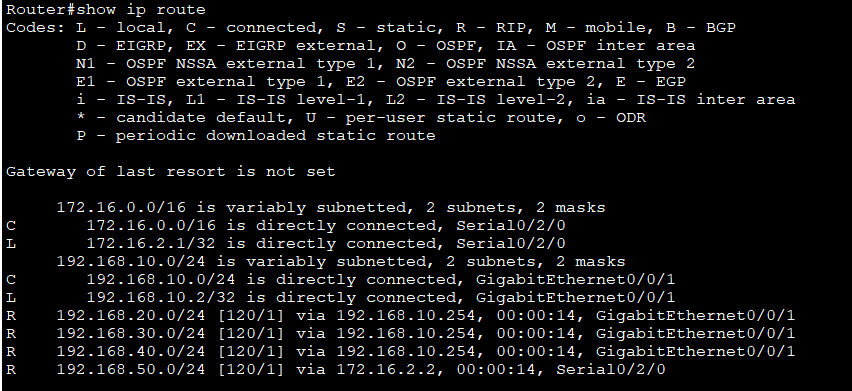 Router#show ip route
Codes: L - local, C - connected, S - static, R - RIP, M - mobile, B - BGP
       D - EIGRP, EX - EIGRP external, O - OSPF, IA - OSPF inter area
       N1 - OSPF NSSA external type 1, N2 - OSPF NSSA external type 2
       E1 - OSPF external type 1, E2 - OSPF external type 2, E - EGP
       i - IS-IS, L1 - IS-IS level-1, L2 - IS-IS level-2, ia - IS-IS inter area
       * - candidate default, U - per-user static route, o - ODR
       P - periodic downloaded static route
Gateway of last resort is not set
     172.16.0.0/16 is variably subnetted, 2 subnets, 2 masks
C       172.16.0.0/16 is directly connected, Serial0/2/0
L       172.16.2.1/32 is directly connected, Serial0/2/0
     192.168.10.0/24 is variably subnetted, 2 subnets, 2 masks
C       192.168.10.0/24 is directly connected, GigabitEthernet0/0/1
L       192.168.10.2/32 is directly connected, GigabitEthernet0/0/1
R    192.168.20.0/24 [120/1] via 192.168.10.254, 00:00:14, GigabitEthernet0/0/1
R    192.168.30.0/24 [120/1] via 192.168.10.254, 00:00:14, GigabitEthernet0/0/1
R    192.168.40.0/24 [120/1] via 192.168.10.254, 00:00:14, GigabitEthernet0/0/1
R    192.168.50.0/24 [120/1] via 172.16.2.2, 00:00:14, Serial0/2/0